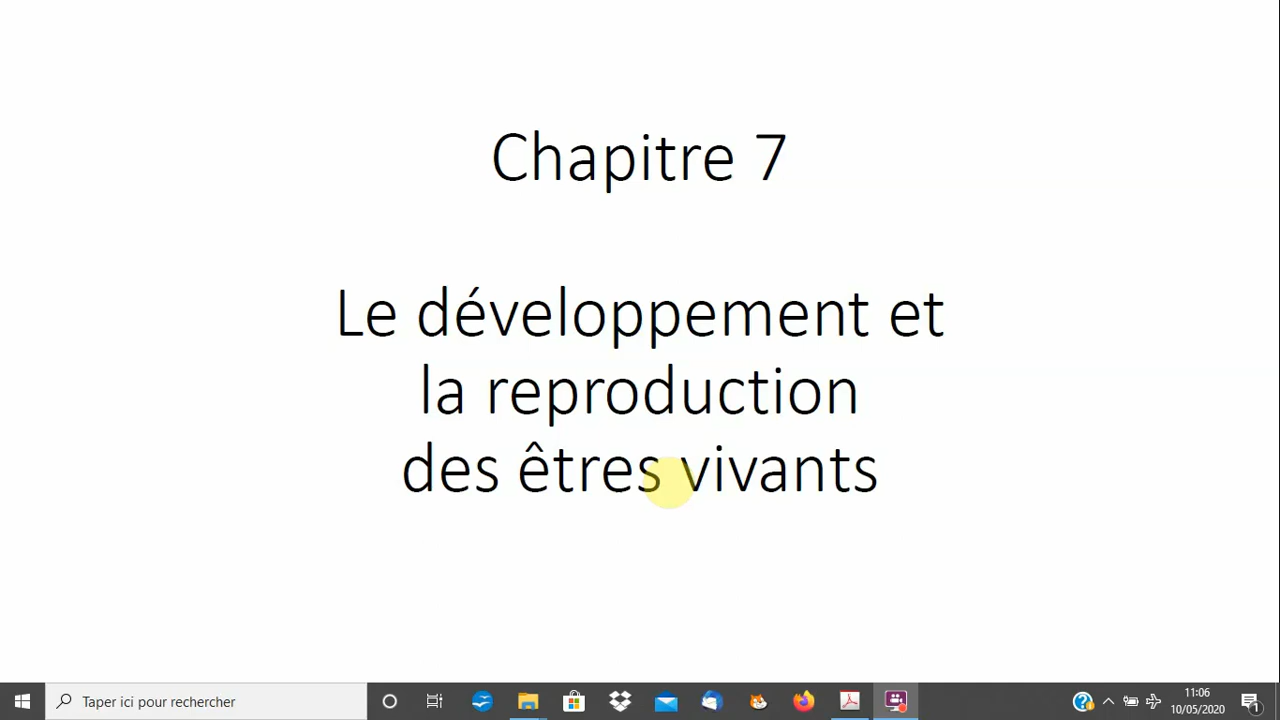 Chapitre 7
Le développement et
la reproduction
des êtres vivants
Taper ici pour rechercher
11:06
10/05/2020
1